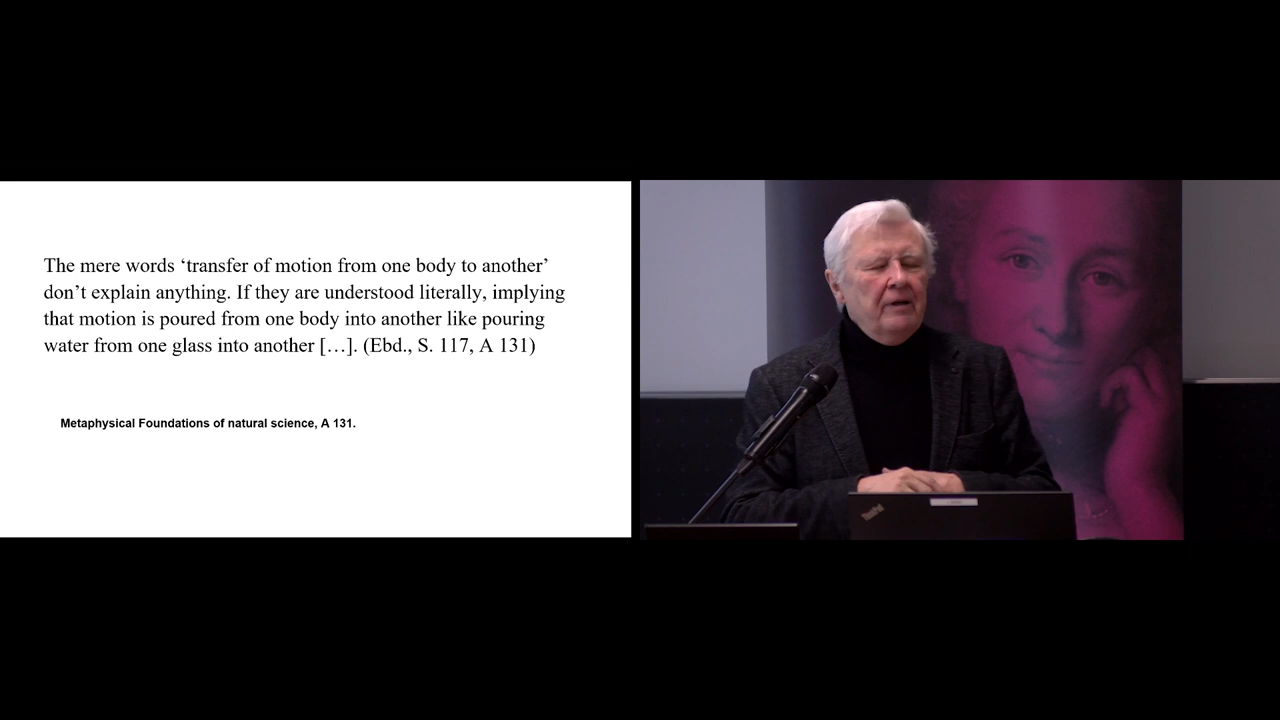 The mere words ‘transfer of motion from one body to another’
don’t explain anything. If they are understood literally, implying
that motion is poured from one body into another like pouring
water from one glass into another […]. (Ebd., S. 117, A 131)
Metaphysical Foundations of natural science, A 131.
ThinkPad